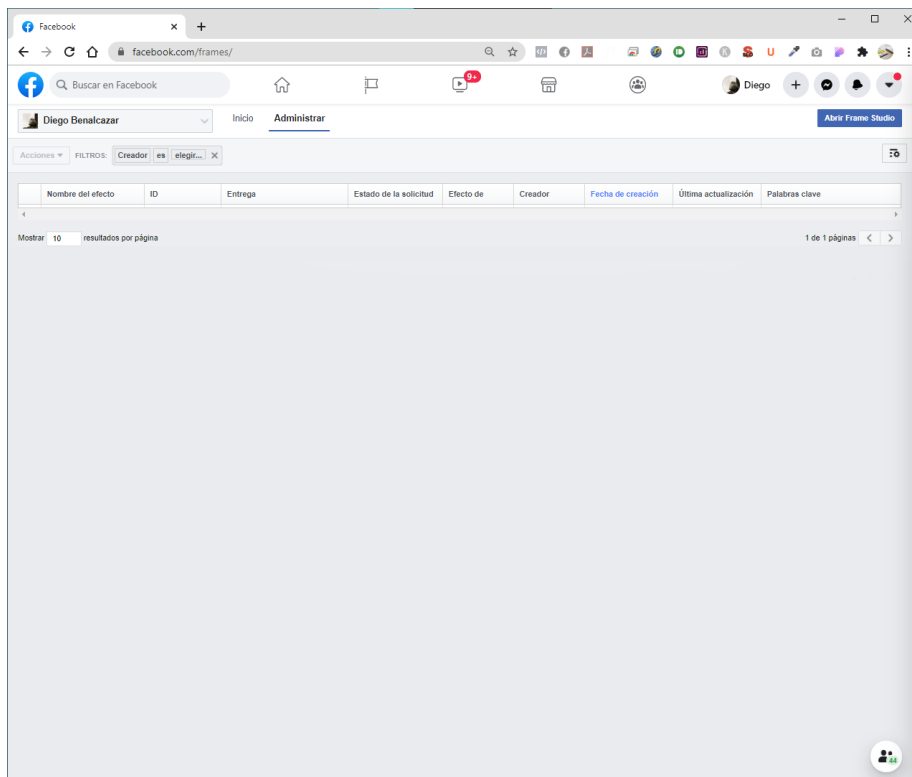 Facebook
facebook.com/frames/
Buscar en Facebook
9+
Diego
Diego Benalcazar
Inicio
Administrar
Abrir Frame Studio
Acciones
FILTROS:
Creador
es
elegir...
Nombre del efecto
ID
Entrega
Estado de la solicitud
Efecto de
Creador
Fecha de creación
Última actualización
Palabras clave
Mostrar 10 resultados por página
1 de 1 páginas
44